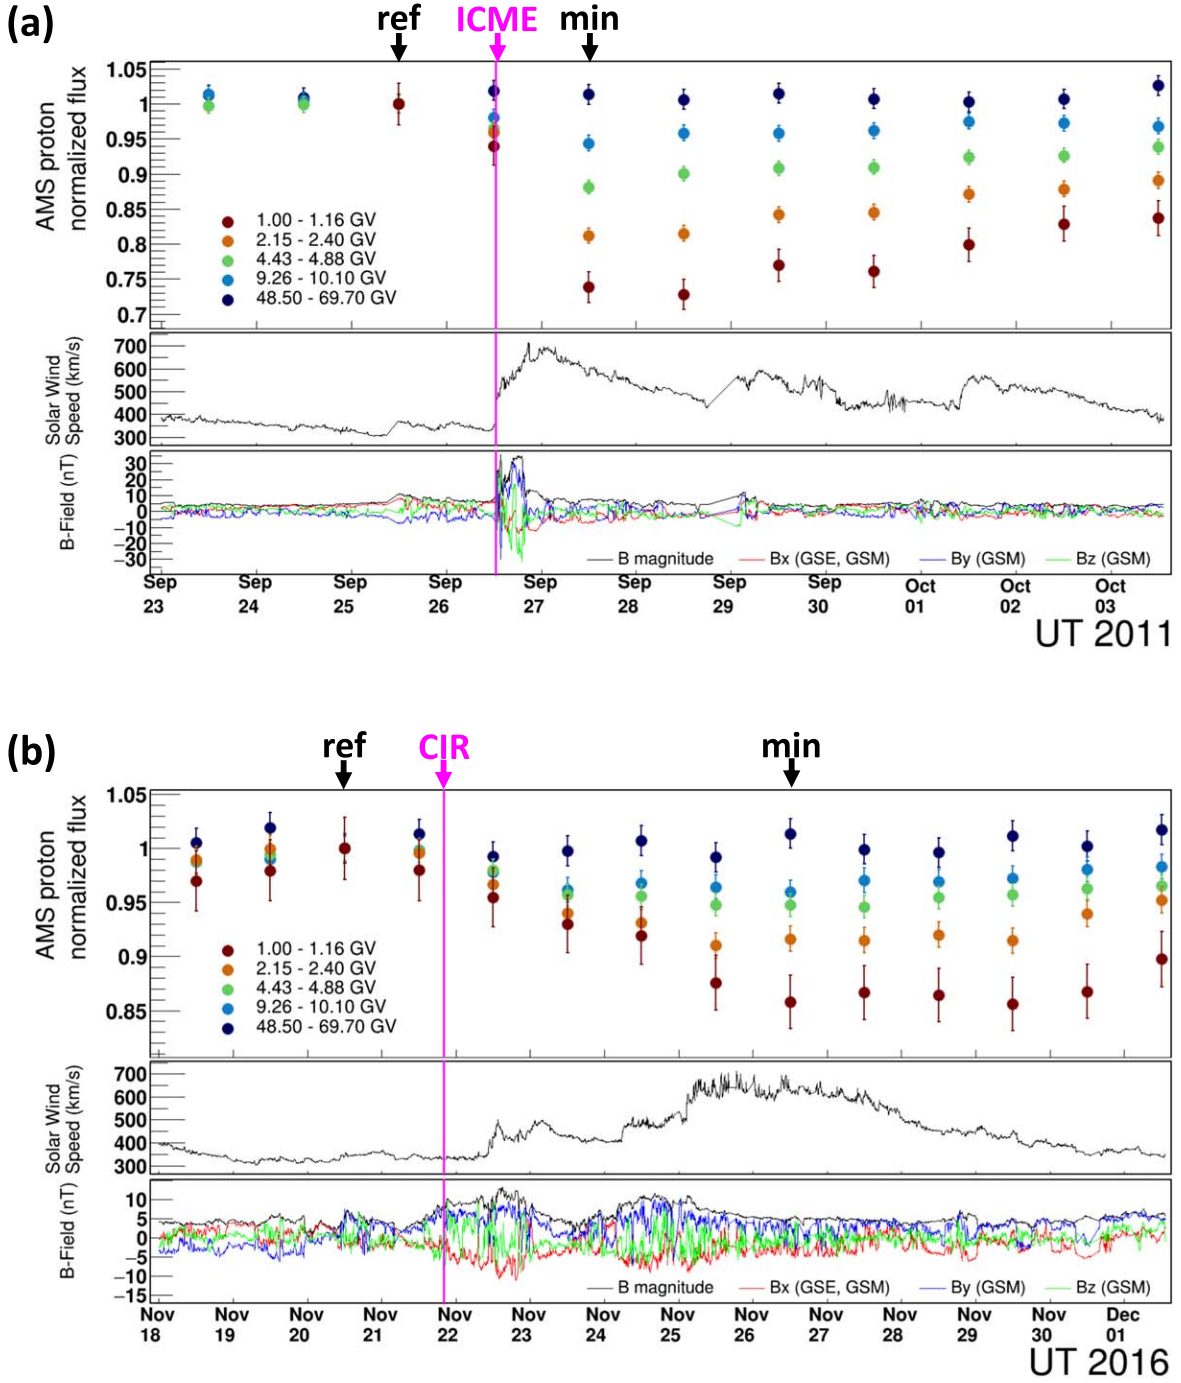 (a)
ref ICME min
AMS proton
normalized flux
1.05
1
0.95
0.9
0.85
0.8
0.75
0.7
1.00 - 1.16 GV
2.15 - 2.40 GV
4.43 - 4.88 GV
9.26 - 10.10 GV
48.50 - 69.70 GV
Solar Wind
Speed (km/s)
700
600
500
400
300
B-Field (nT)
30
20
10
0
−10
−20
−30
B magnitude Bx (GSE, GSM) By (GSM) Bz (GSM)
Sep Sep Sep Sep Sep Sep Sep Sep Oct Oct Oct
23 24 25 26 27 28 29 30 01 02 03
UT 2011
(b)
ref CIR min
AMS proton
normalized flux
1.05
1
0.95
0.9
0.85
1.00 - 1.16 GV
2.15 - 2.40 GV
4.43 - 4.88 GV
9.26 - 10.10 GV
48.50 - 69.70 GV
Solar Wind
Speed (km/s)
700
600
500
400
300
B-Field (nT)
10
5
0
−5
−10
−15
B magnitude Bx (GSE, GSM) By (GSM) Bz (GSM)
Nov Nov Nov Nov Nov Nov Nov Nov Nov Nov Nov Nov Nov Dec
18 19 20 21 22 23 24 25 26 27 28 29 30 01
UT 2016